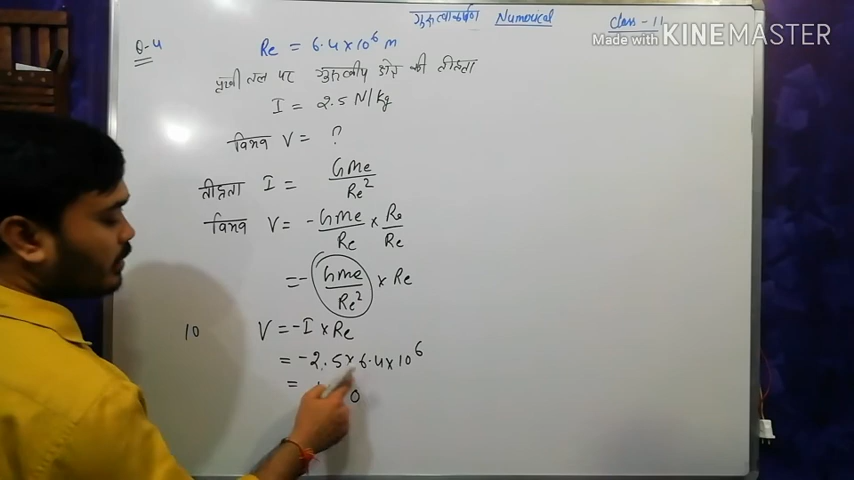 गुरुत्वाकर्षण Numerical Class - 11
Made with KINEMASTER
Q-4 Re = 6.4×10⁶ m
पृथ्वी तल पर गुरुत्वीय क्षेत्र की तीव्रता
I = 2.5 N/kg
विभव V = ?
तीव्रता I = GMe/Re²
विभव V = - GMe/Re × Re/Re
= - GMe/Re² × Re
10 V = -I × Re
= -2.5×6.4×10⁶
= 0